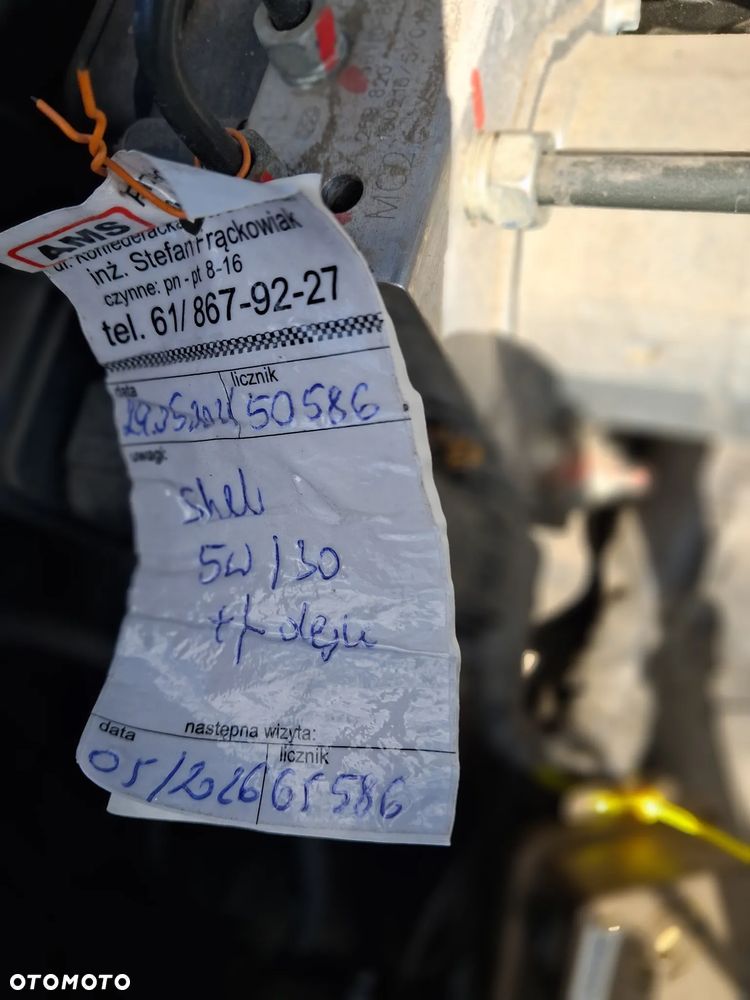 AMS
ul. Konfederacka
inż. Stefan Frąckowiak
czynne: pn - pt 8-16
tel. 61/ 867-92-27
data licznik
50586
uwagi:
shell
5W/30
+f oleju
następna wizyta:
data licznik
05/2026 65586
OTOMOTO